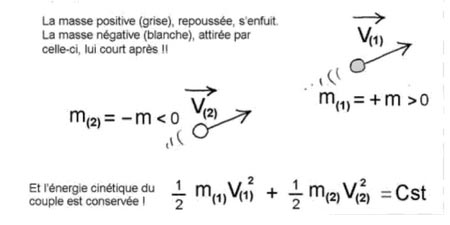 La masse positive (grise), repoussée, s'enfuit.
La masse négative (blanche), attirée par
celle-ci, lui court après !!
V(1)
m(1) = +m > 0
m(2) = -m < 0
V(2)
Et l'énergie cinétique du
couple est conservée !
1/2 m(1) V(1)² + 1/2 m(2) V(2)² = Cst